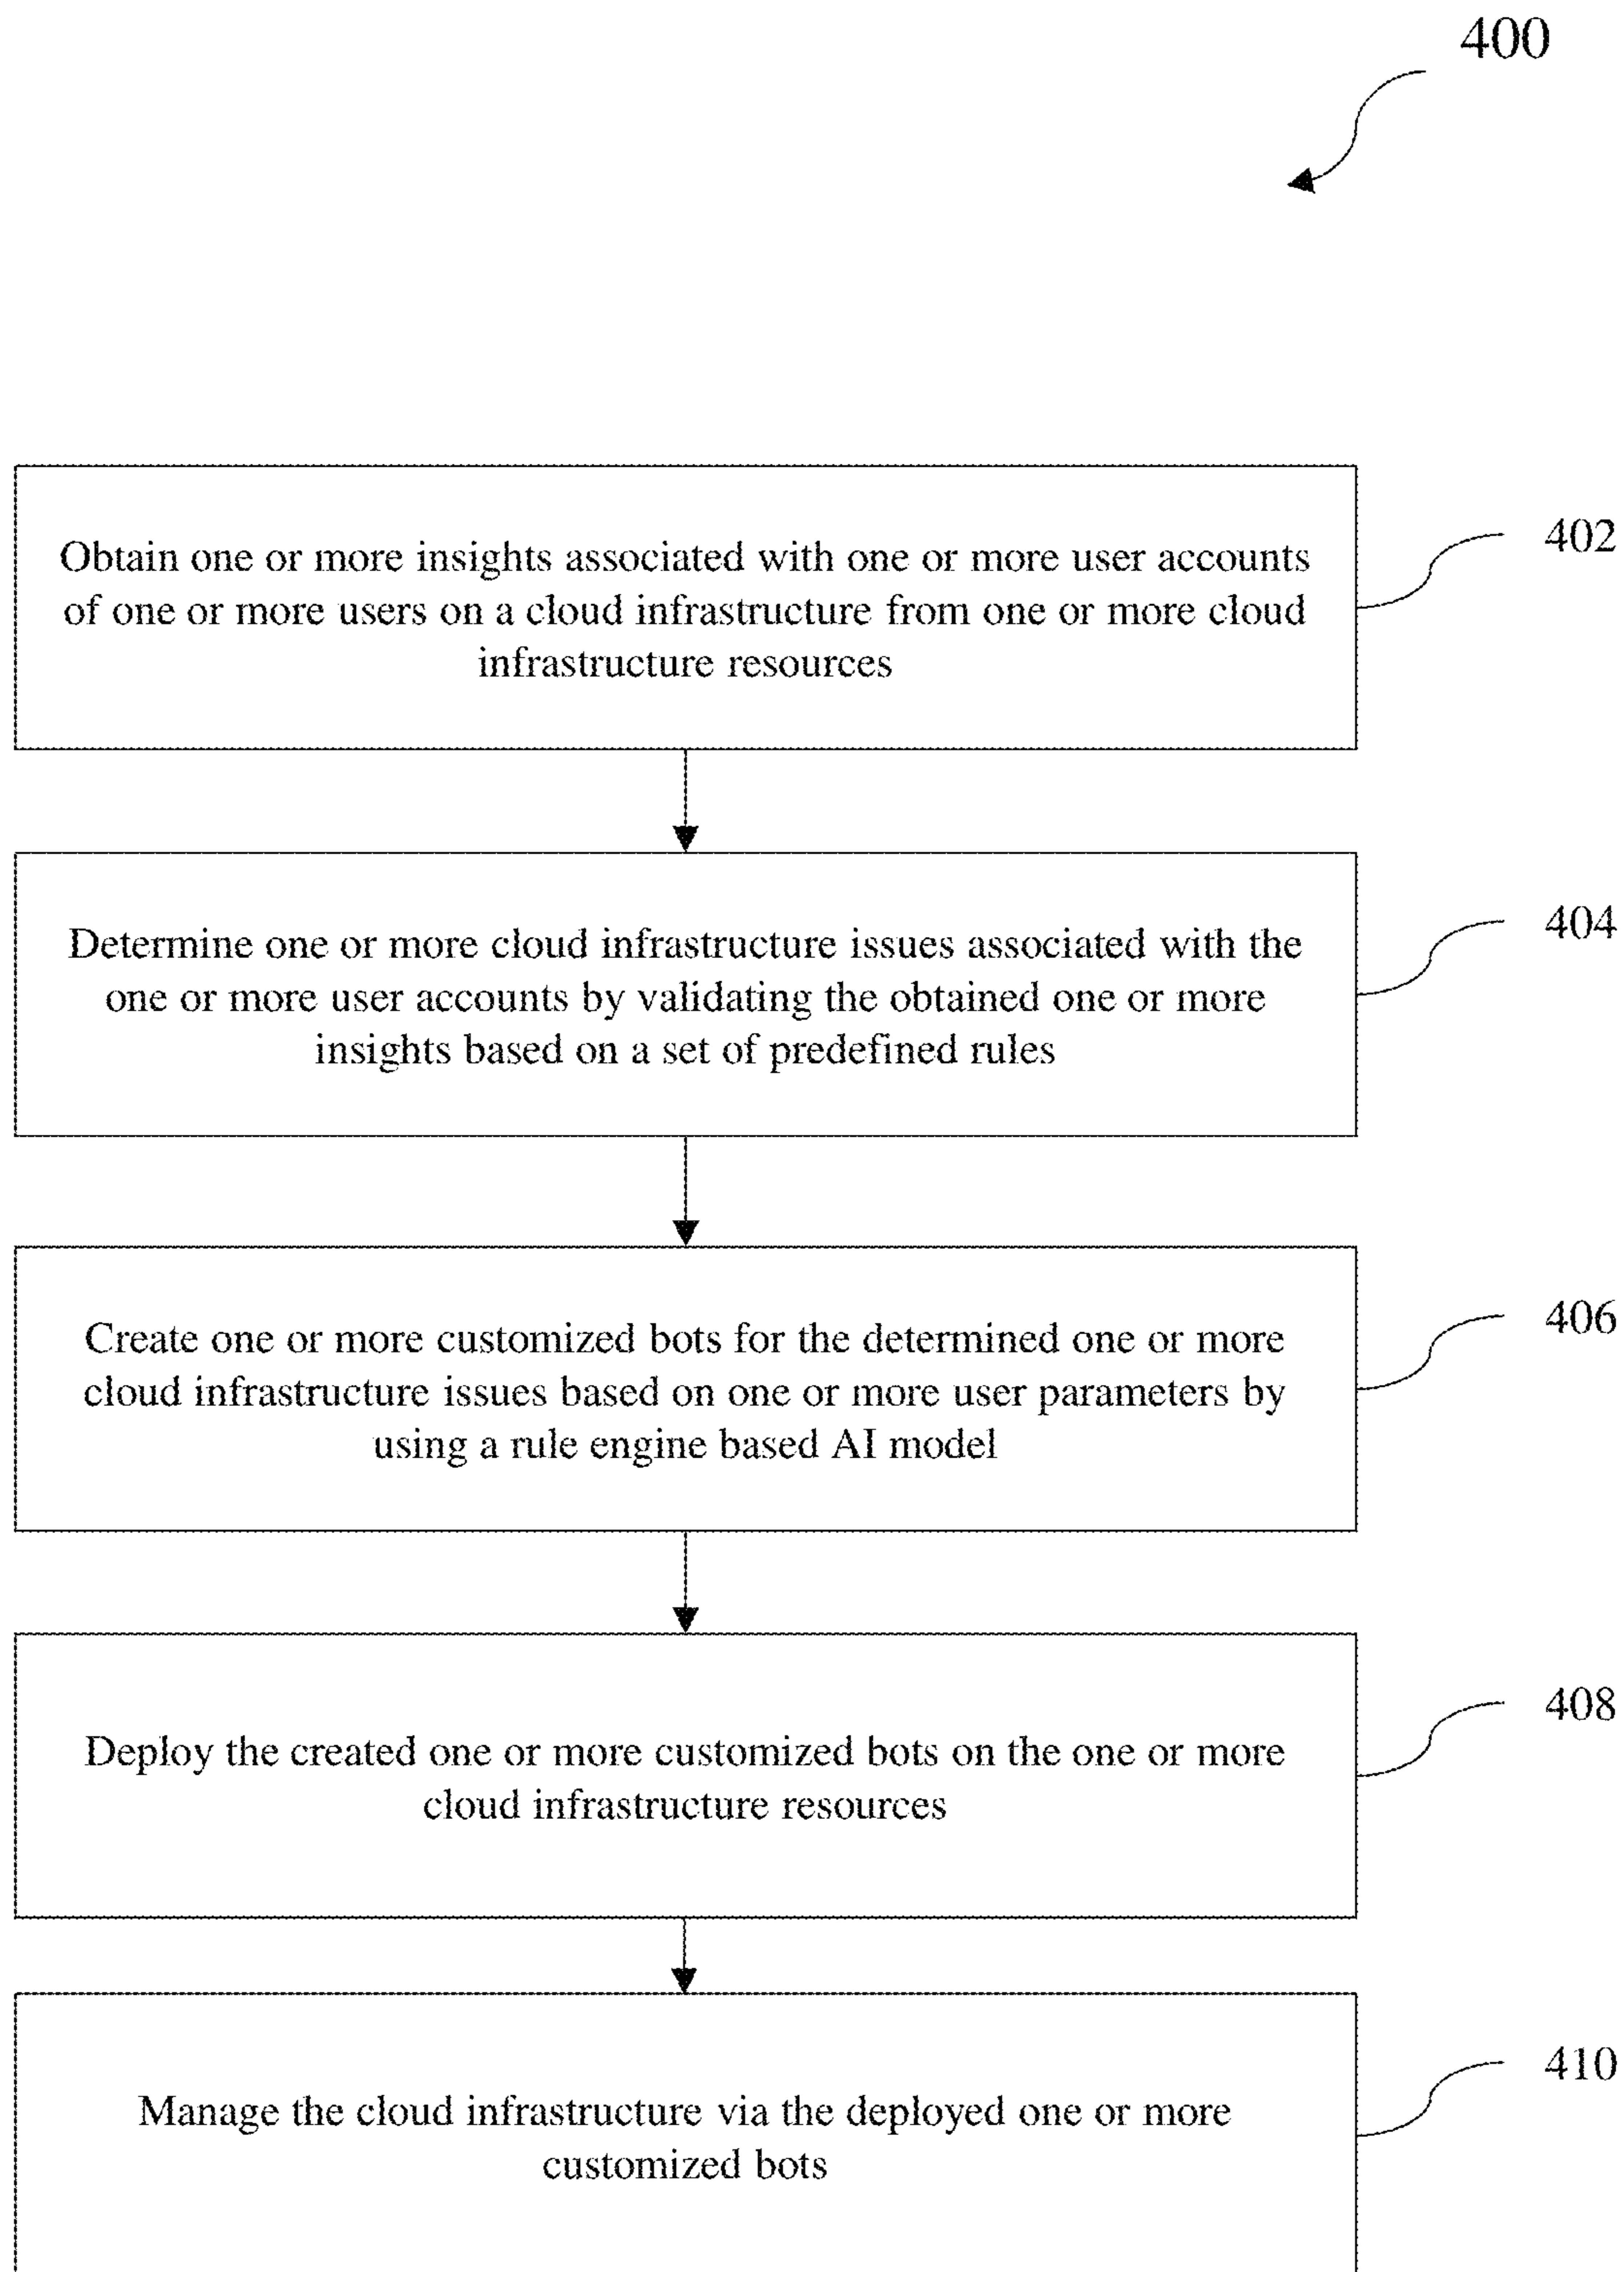 400
Obtain one or more insights associated with one or more user accounts
of one or more users on a cloud infrastructure from one or more cloud
infrastructure resources
402
Determine one or more cloud infrastructure issues associated with the
one or more user accounts by validating the obtained one or more
insights based on a set of predefined rules
404
Create one or more customized bots for the determined one or more
cloud infrastructure issues based on one or more user parameters by
using a rule engine based AI model
406
Deploy the created one or more customized bots on the one or more
cloud infrastructure resources
408
Manage the cloud infrastructure via the deployed one or more
customized bots
410